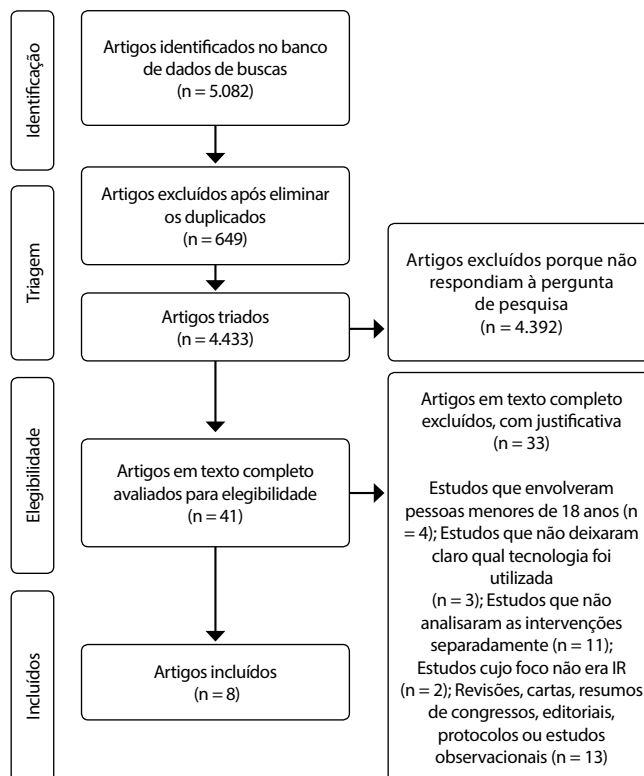 Identificação
Artigos identificados no banco
de dados de buscas
(n = 5.082)
Triagem
Artigos excluídos após eliminar
os duplicados
(n = 649)
Artigos triados
(n = 4.433)
Artigos excluídos porque não
respondiam à pergunta
de pesquisa
(n = 4.392)
Elegibilidade
Artigos em texto completo
avaliados para elegibilidade
(n = 41)
Artigos em texto completo
excluídos, com justificativa
(n = 33)
Estudos que envolveram
pessoas menores de 18 anos (n
= 4); Estudos que não deixaram
claro qual tecnologia foi
utilizada
(n = 3); Estudos que não
analisaram as intervenções
separadamente (n = 11);
Estudos cujo foco não era IR
(n = 2); Revisões, cartas, resumos
de congressos, editoriais,
protocolos ou estudos
observacionais (n = 13)
Incluídos
Artigos incluídos
(n = 8)